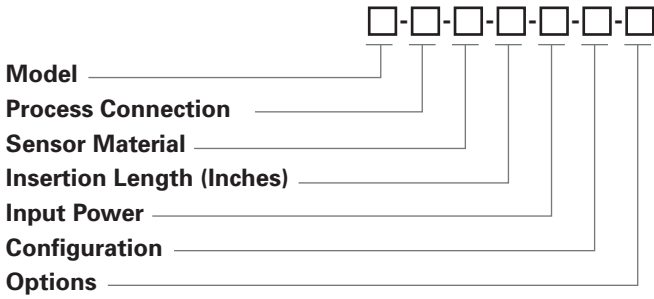 Model
Process Connection
Sensor Material
Insertion Length (Inches)
Input Power
Configuration
Options